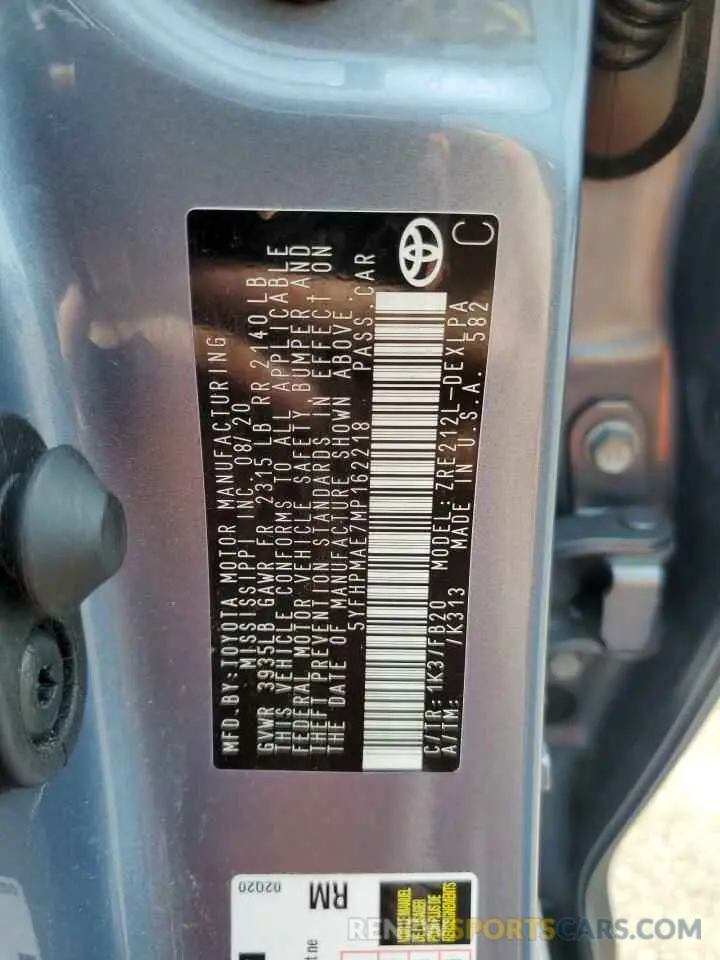 MFD. BY: TOYOTA MOTOR MANUFACTURING
MISSISSIPPI INC. 08/20
GVWR 3935LB GAWR FR 2315 LB RR 2140 LB
THIS VEHICLE CONFORMS TO ALL APPLICABLE
FEDERAL MOTOR VEHICLE SAFETY BUMPER AND
THEFT PREVENTION STANDARDS IN EFFECT ON
THE DATE OF MANUFACTURE SHOWN ABOVE.
5YFHPMAE7MP162218 PASS. CAR
C/TR: 1K3/FB20 MODEL: ZRE212L-DEXLPA
A/TM: /K313 MADE IN U.S.A. 582
C
02Q20
RM
RENEWSPORTSCARS.COM